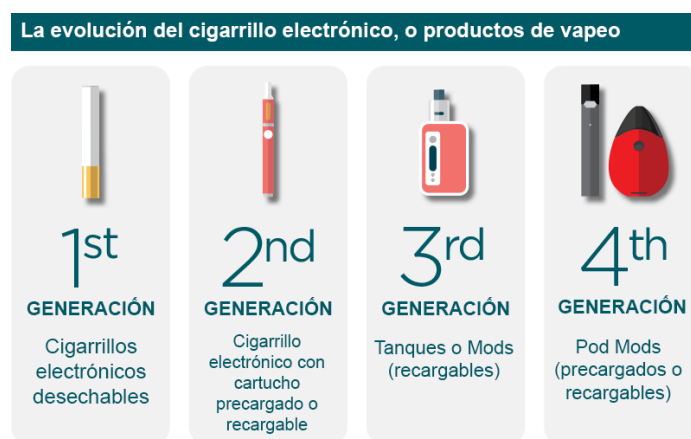 La evolución del cigarrillo electrónico, o productos de vapeo
1st
GENERACIÓN
Cigarrillos
electrónicos
desechables
2nd
GENERACIÓN
Cigarrillo
electrónico con
cartucho
precargado o
recargable
3rd
GENERACIÓN
Tanques o Mods
(recargables)
4th
GENERACIÓN
Pod Mods
(precargados o
recargables)